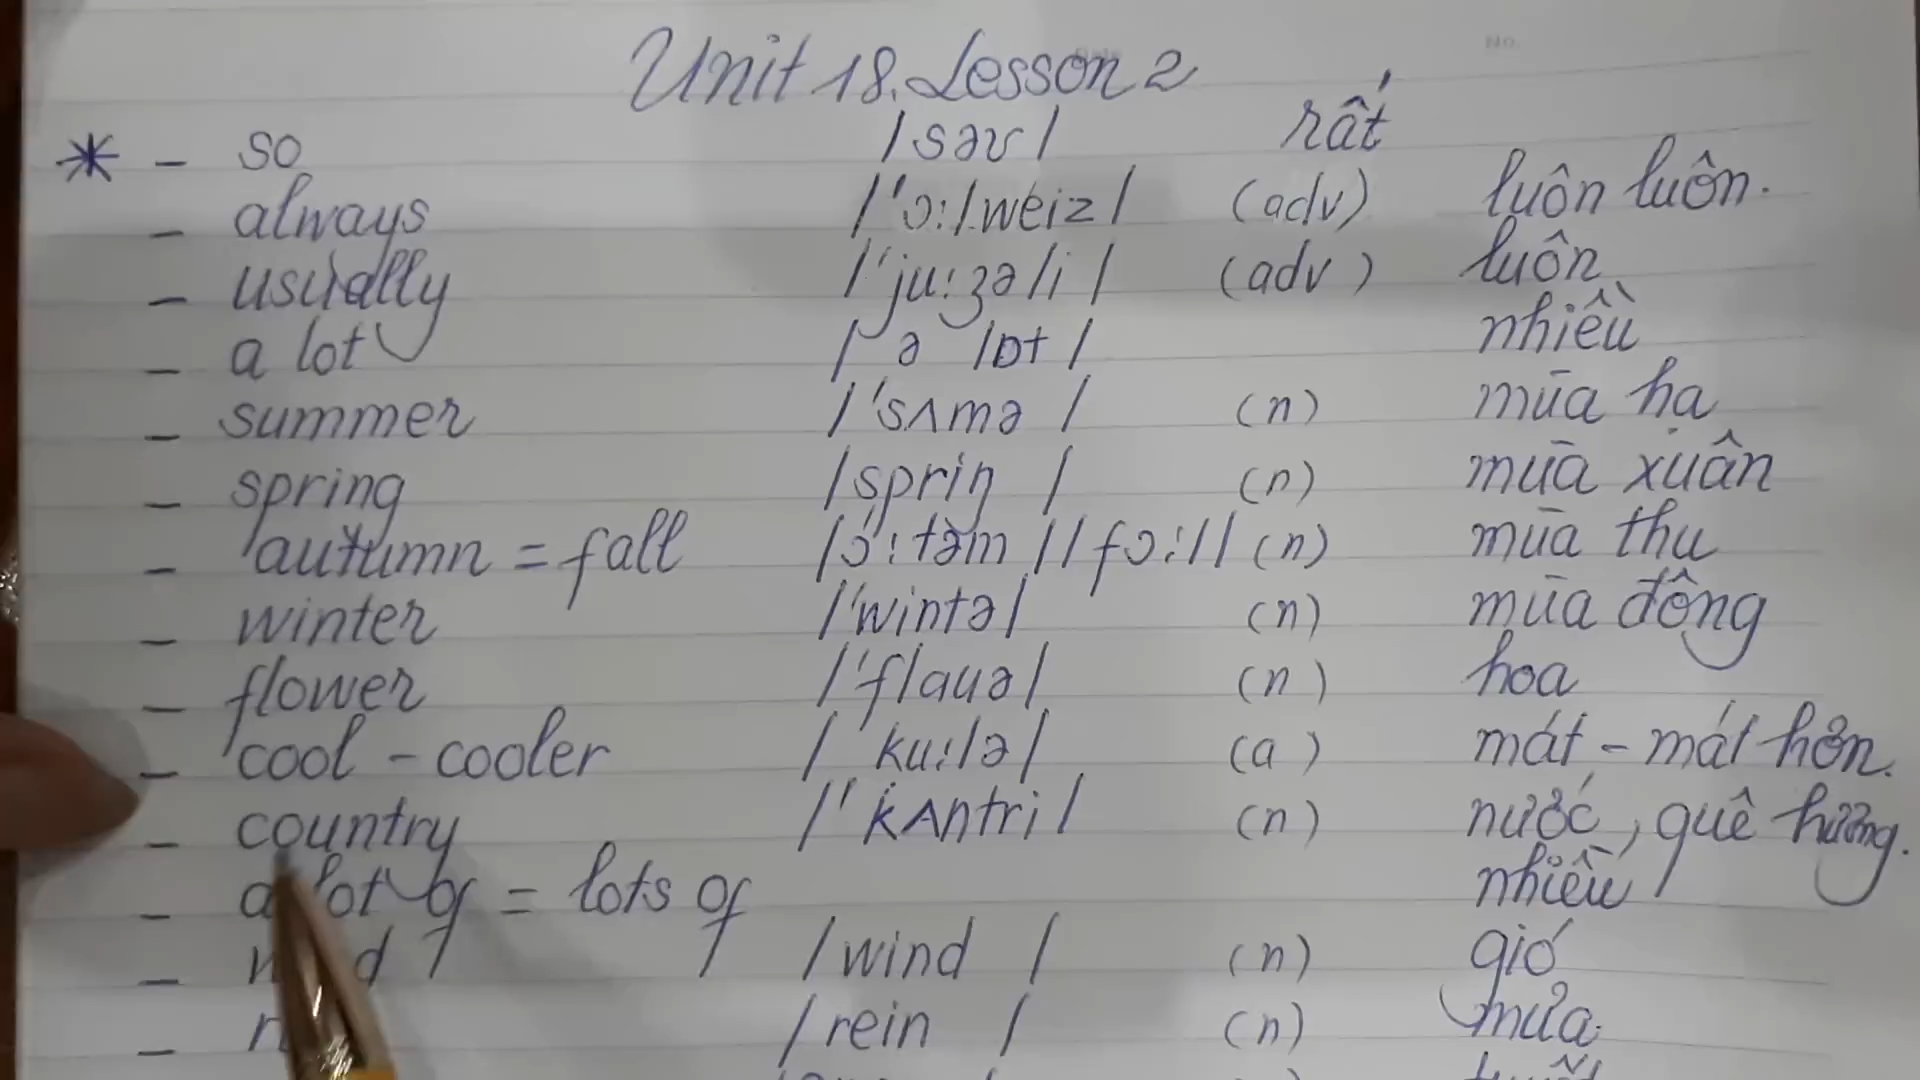 Unit 18. Lesson 2
* - so /səʊ/ rất
- always /'ɔ:lweiz/ (adv) luôn luôn.
- usually /'ju:ʒəli/ (adv) luôn
- a lot /ə lɒt/ nhiều
- summer /'sʌmə/ (n) mùa hạ
- spring /spriŋ/ (n) mùa xuân
- autumn = fall /ɔ':təm//fɔ:l/ (n) mùa thu
- winter /'wintə/ (n) mùa đông
- flower /'flauə/ (n) hoa
- cool - cooler /'ku:lə/ (a) mát - mát hơn.
- country /'kʌntri/ (n) nước, quê hương.
- a lot of = lots of nhiều
- /wind/ (n) gió
- /rein/ (n) mưa